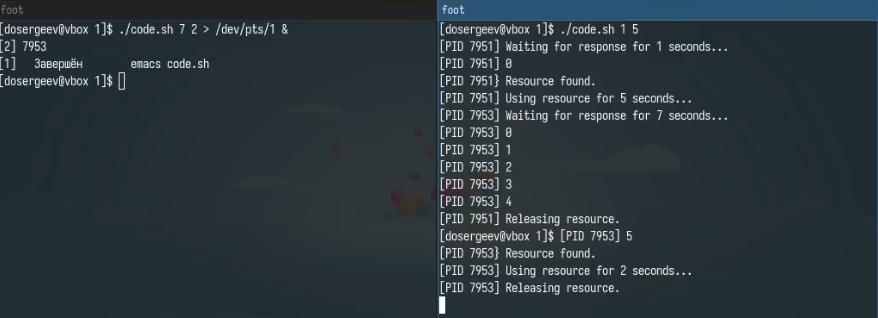 foot
[dosergeev@vbox 1]$ ./code.sh 7 2 > /dev/pts/1 &
[2] 7953
[1]   Завершён        emacs code.sh
[dosergeev@vbox 1]$
foot
[dosergeev@vbox 1]$ ./code.sh 1 5
[PID 7951] Waiting for response for 1 seconds...
[PID 7951] 0
[PID 7951} Resource found.
[PID 7951] Using resource for 5 seconds...
[PID 7953] Waiting for response for 7 seconds...
[PID 7953] 0
[PID 7953] 1
[PID 7953] 2
[PID 7953] 3
[PID 7953] 4
[PID 7951] Releasing resource.
[dosergeev@vbox 1]$ [PID 7953] 5
[PID 7953} Resource found.
[PID 7953] Using resource for 2 seconds...
[PID 7953] Releasing resource.